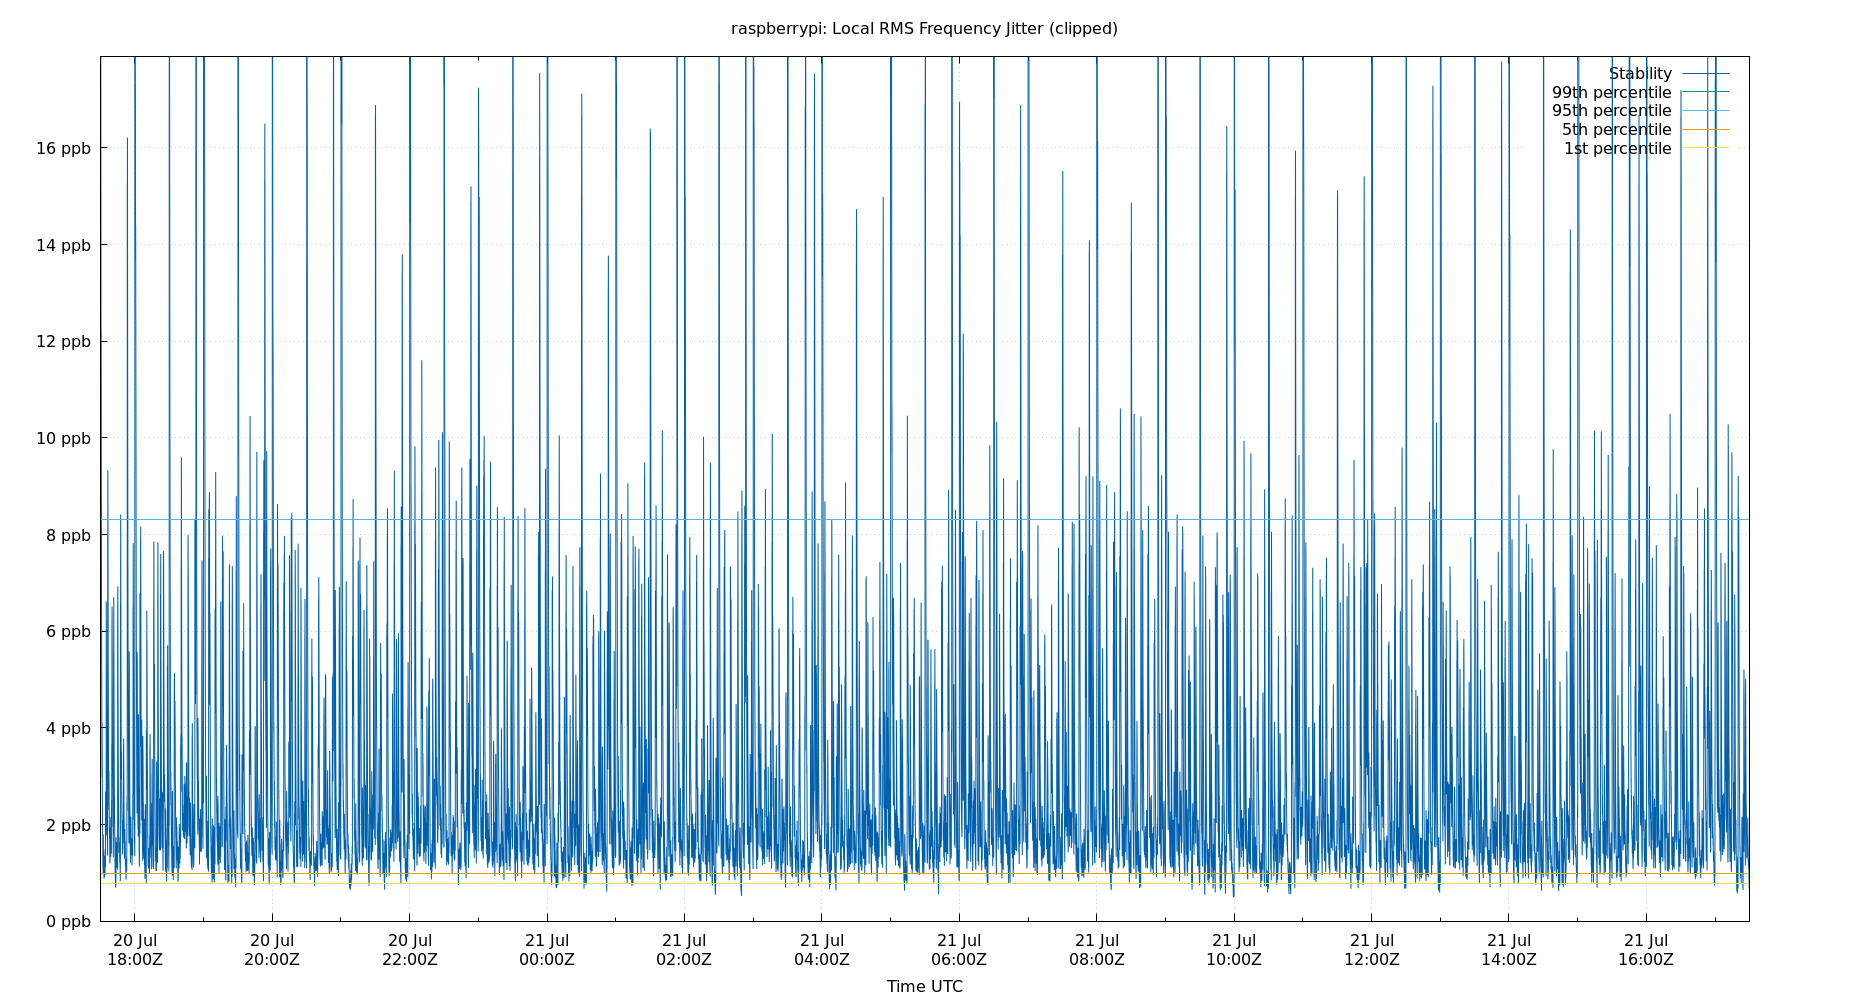 raspberrypi: Local RMS Frequency Jitter (clipped)
Stability
99th percentile
95th percentile
5th percentile
1st percentile
16 ppb
14 ppb
12 ppb
10 ppb
8 ppb
6 ppb
4 ppb
2 ppb
0 ppb
20 Jul 20 Jul 20 Jul 21 Jul 21 Jul 21 Jul 21 Jul 21 Jul 21 Jul 21 Jul 21 Jul 21 Jul
18:00Z 20:00Z 22:00Z 00:00Z 02:00Z 04:00Z 06:00Z 08:00Z 10:00Z 12:00Z 14:00Z 16:00Z
Time UTC